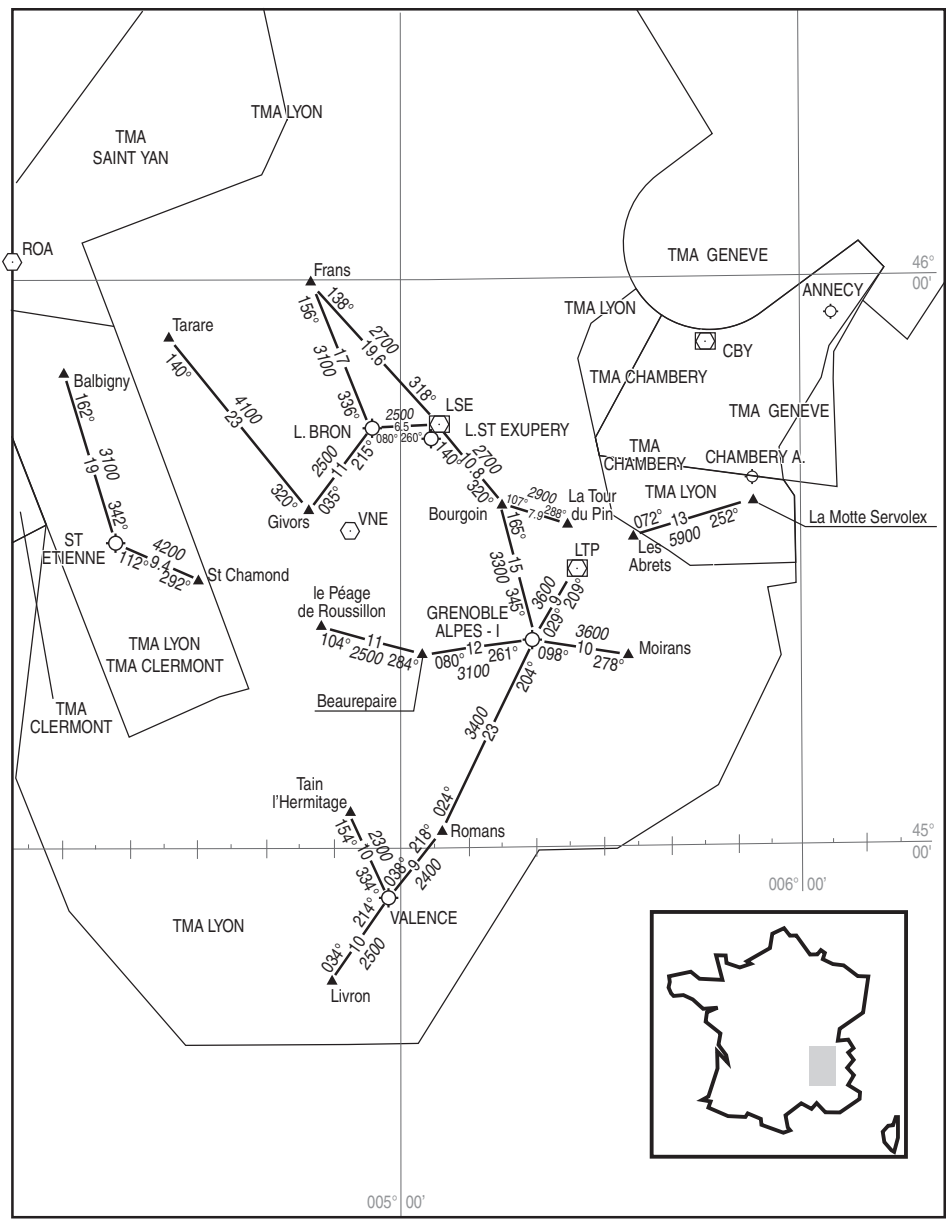 TMA LYON
TMA
SAINT YAN
ROA
TMA GENEVE
46°
00'
Frans
ANNECY
138°
156°
TMA LYON
Tarare
140°
2700
19.6
17
3100
CBY
TMA CHAMBERY
Balbigny
162°
318°
336°
LSE
4100
23
2500
6.5
080° 260°
L. BRON
L.ST EXUPERY
TMA GENEVE
215°
2500
11
140°
2700
10.8
TMA
CHAMBERY
CHAMBERY A.
3100
19
320°
035°
Givors
VNE
320°
107°
2900
7.9
288°
La Tour
du Pin
Bourgoin
165°
TMA LYON
072°
13
252°
5900
La Motte Servolex
Les
Abrets
342°
ST
ETIENNE
4200
9.4
112°
292°
St Chamond
LTP
15
3300
345°
3600
9
209°
029°
le Péage
de Roussillon
GRENOBLE
ALPES - I
104°
11
2500
284°
080°
12
261°
3100
3600
10
098°
278°
Moirans
TMA LYON
TMA CLERMONT
204°
Beaurepaire
TMA
CLERMONT
3400
23
Tain
l'Hermitage
024°
Romans
154°
10
2300
334°
218°
9
038°
2400
45°
00'
006° 00'
214°
VALENCE
TMA LYON
034°
10
2500
Livron
005° 00'